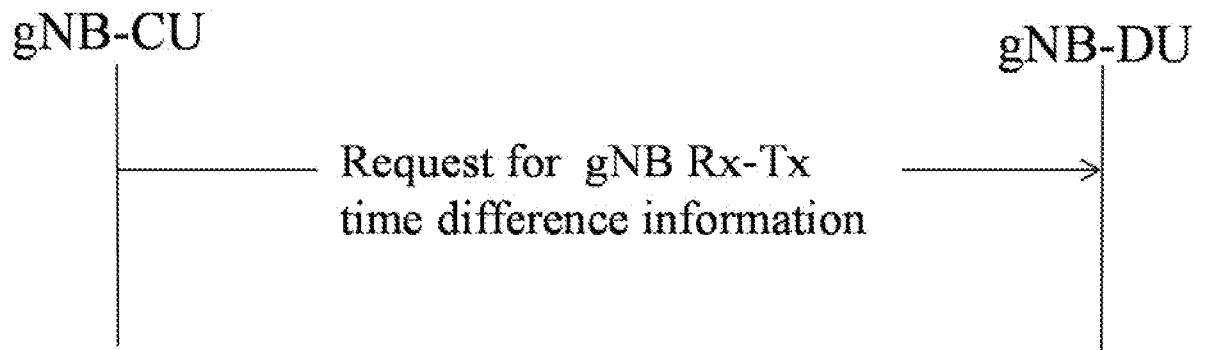 gNB-CU
gNB-DU
Request for gNB Rx-Tx
time difference information